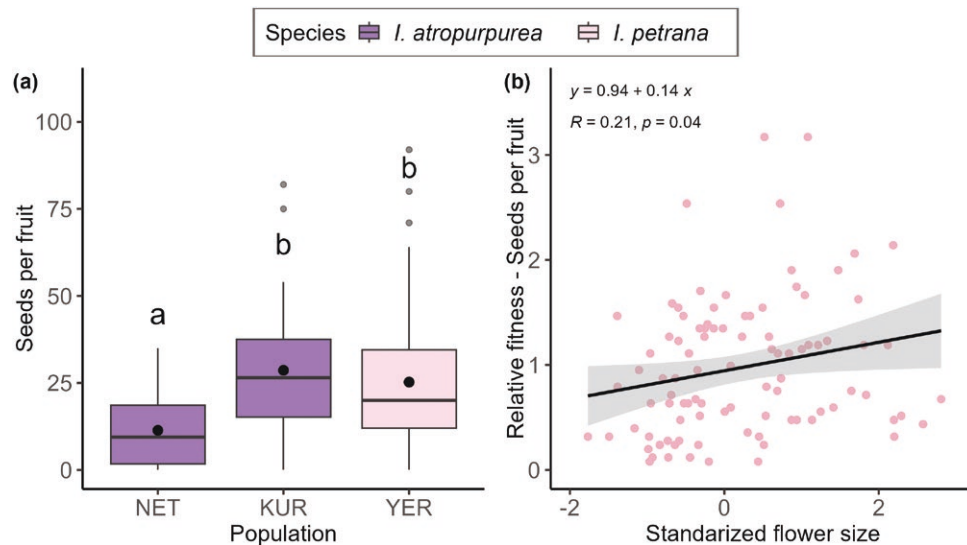 Species I. atropurpurea I. petrana
(a)
Seeds per fruit
100
75
50
25
0
a
b
b
NET KUR YER
Population
(b)
y = 0.94 + 0.14 x
R = 0.21, p = 0.04
Relative fitness - Seeds per fruit
3
2
1
0
-2 0 2
Standarized flower size